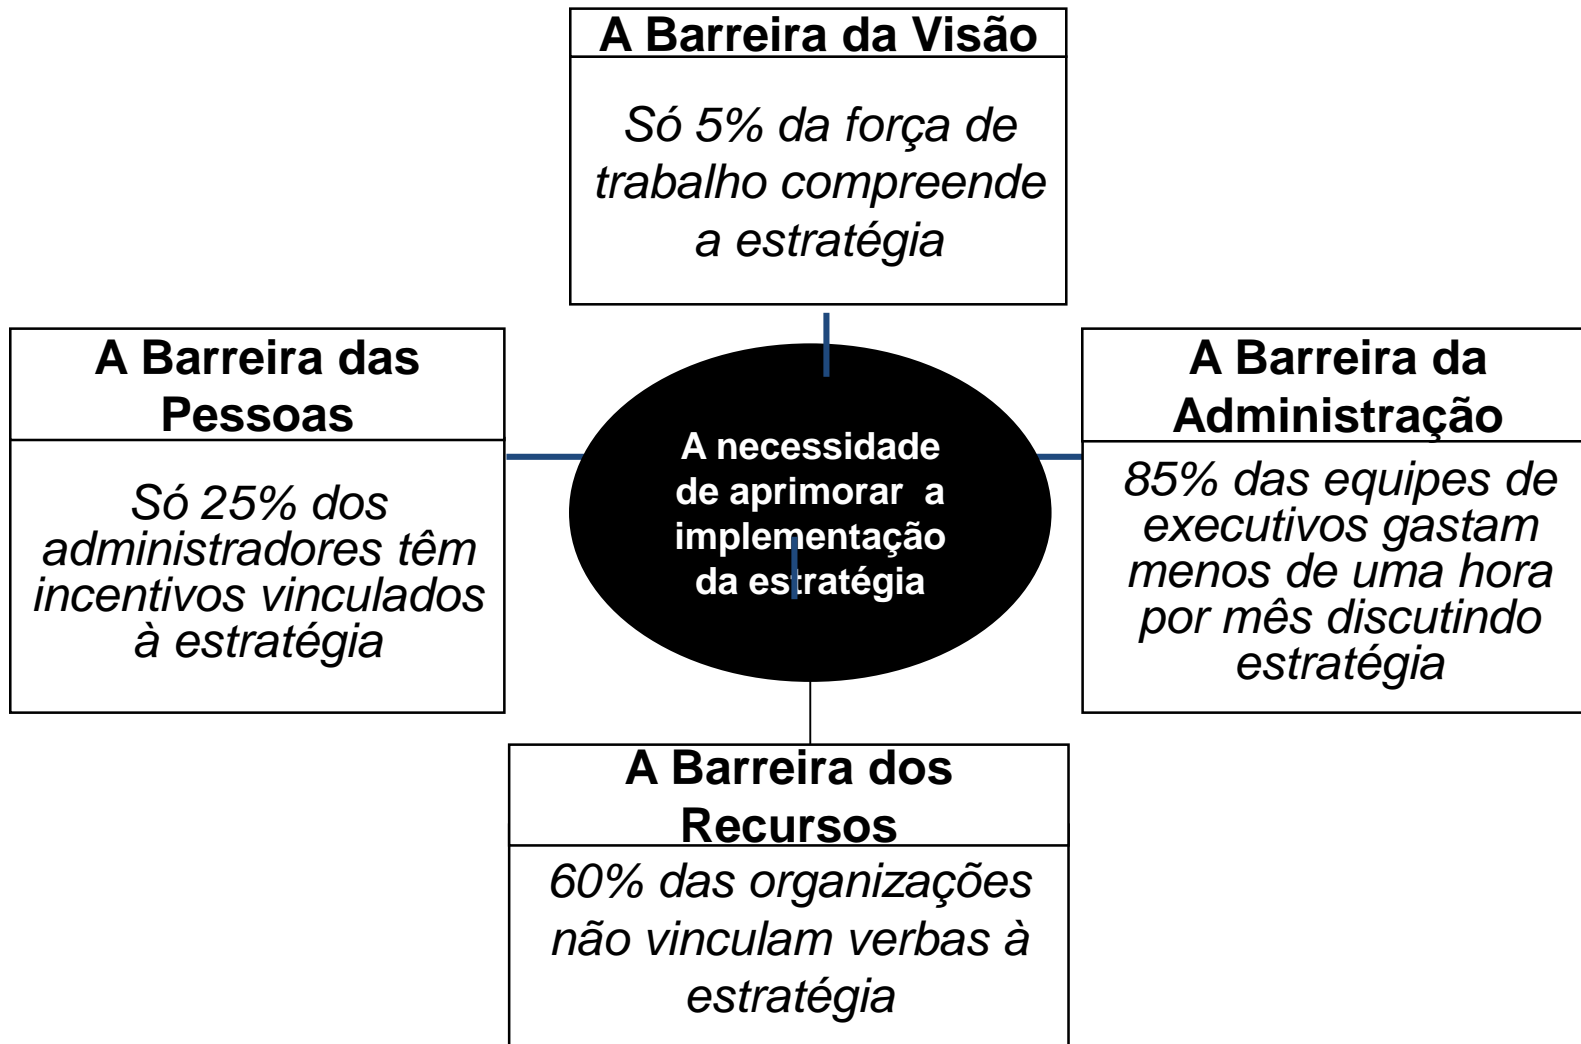 A Barreira da Visão
Só 5% da força de
trabalho compreende
a estratégia
A Barreira das
Pessoas
Só 25% dos
administradores têm
incentivos vinculados
à estratégia
A necessidade
de aprimorar  a
implementação
da estratégia
A Barreira da
Administração
85% das equipes de
executivos gastam
menos de uma hora
por mês discutindo
estratégia
A Barreira dos
Recursos
60% das organizações
não vinculam verbas à
estratégia